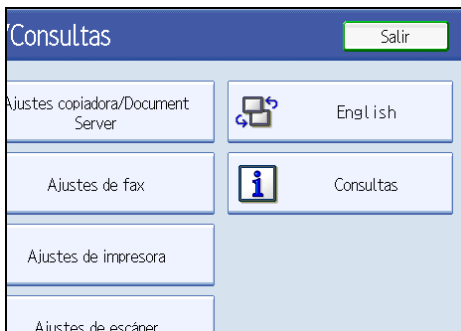 /Consultas
Salir
Ajustes copiadora/Document
Server
English
Ajustes de fax
Consultas
Ajustes de impresora
Ajustes de escáner